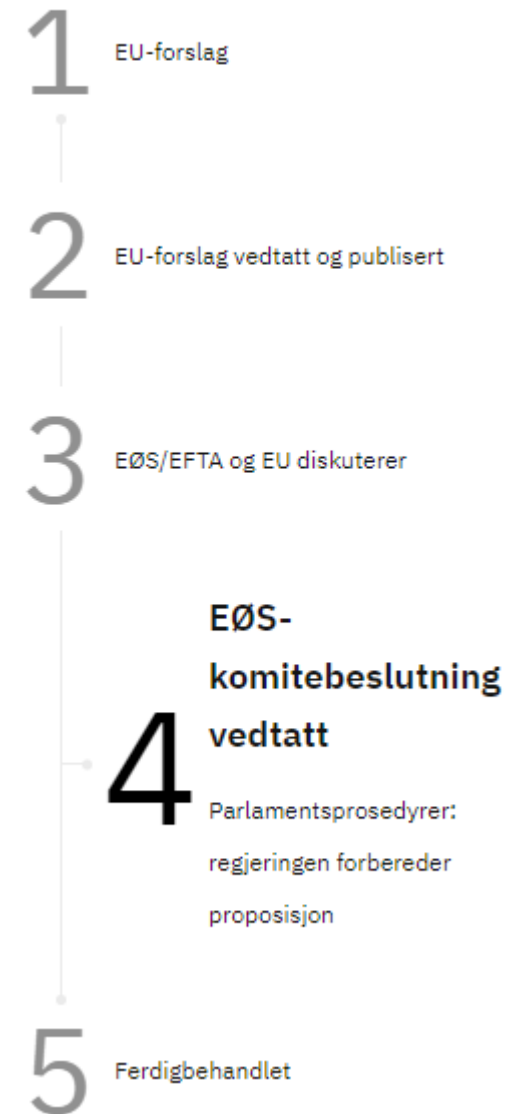 1
EU-forslag
2
EU-forslag vedtatt og publisert
3
EØS/EFTA og EU diskuterer
EØS-
komitebeslutning
vedtatt
4
Parlamentsprosedyrer:
regjeringen forbereder
proposisjon
5
Ferdigbehandlet